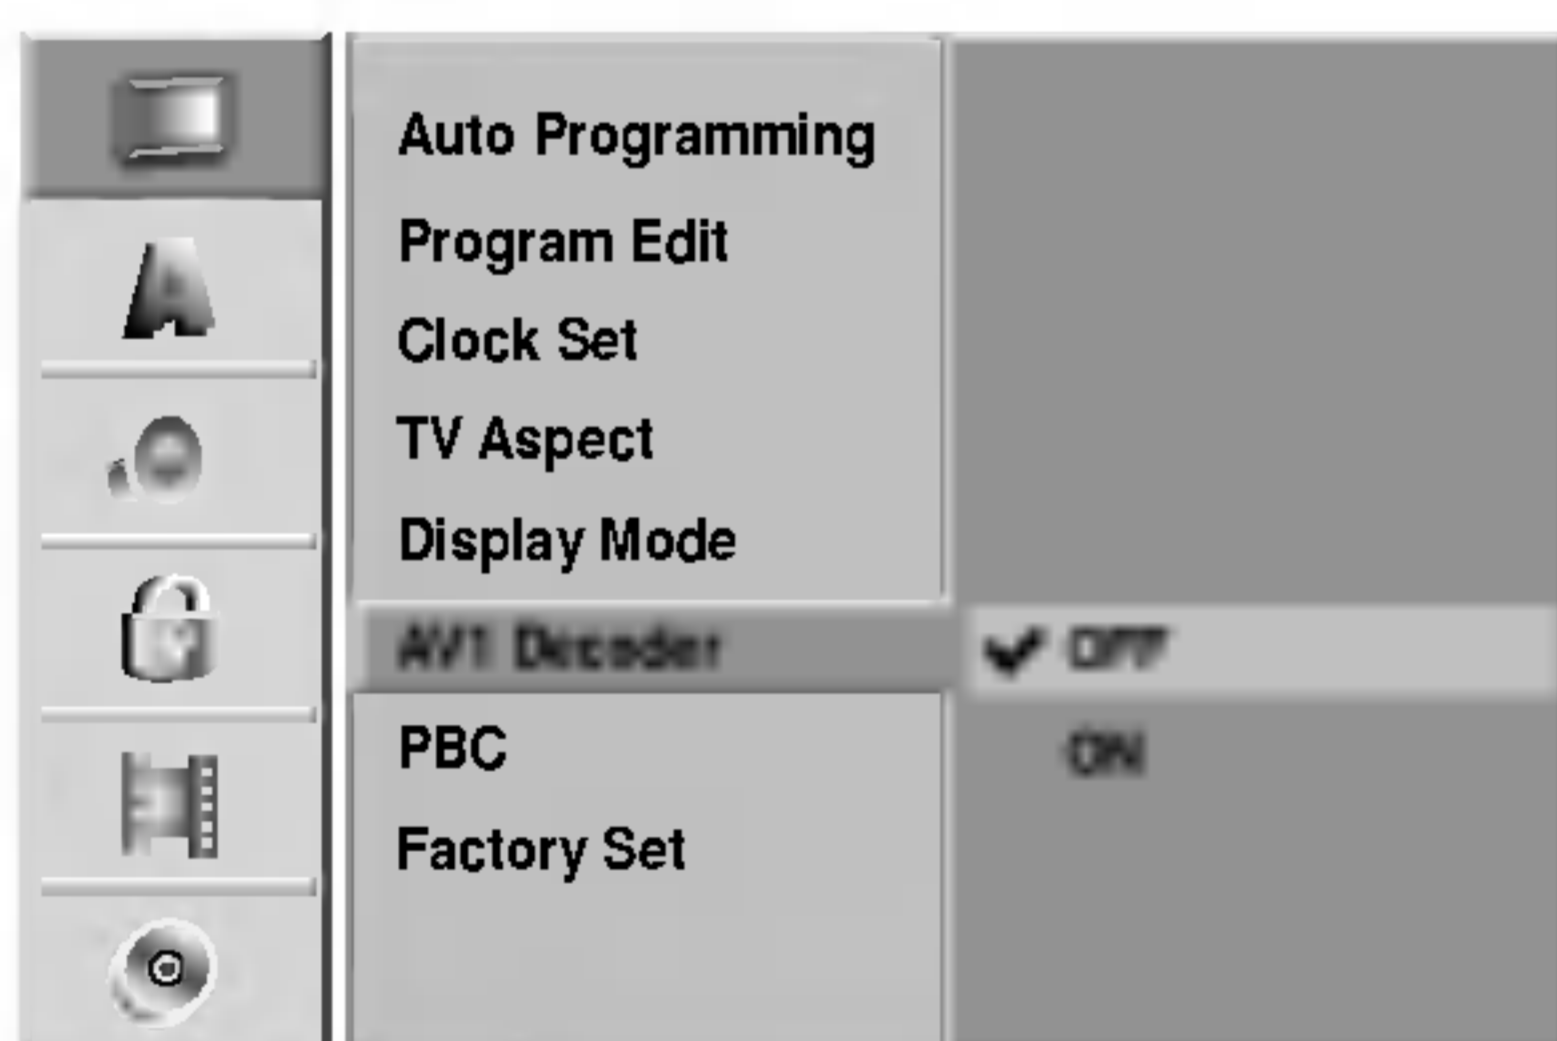 Auto Programming
Program Edit
Clock Set
TV Aspect
Display Mode
AV1 Decoder
OFF
ON
PBC
Factory Set